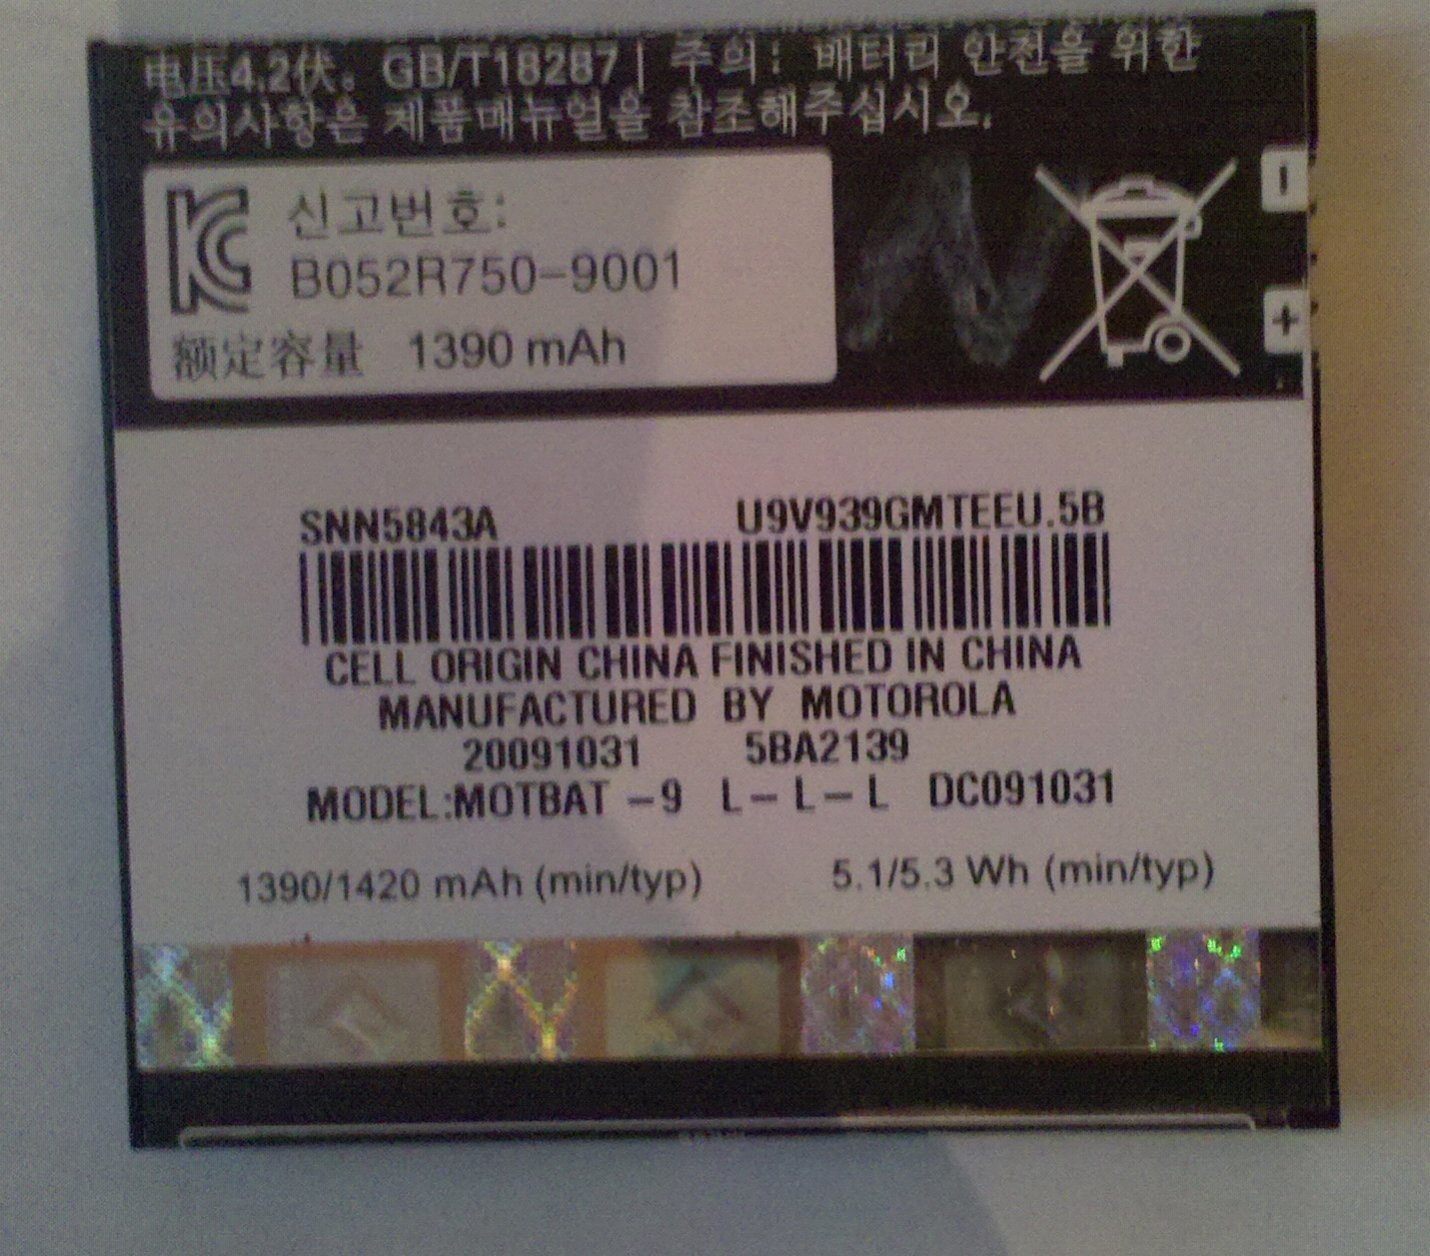 电压4.2伏。 GB/T18287 | 주의: 배터리 안전을 위한
유의사항은 제품매뉴얼을 참조해주십시오.
신고번호:
B052R750-9001
额定容量 1390 mAh
- 
+
SNN5843A U9V939GMTEEU.5B
CELL ORIGIN CHINA FINISHED IN CHINA
MANUFACTURED BY MOTOROLA
20091031 5BA2139
MODEL:MOTBAT -9 L-L-L DC091031
1390/1420 mAh (min/typ) 5.1/5.3 Wh (min/typ)